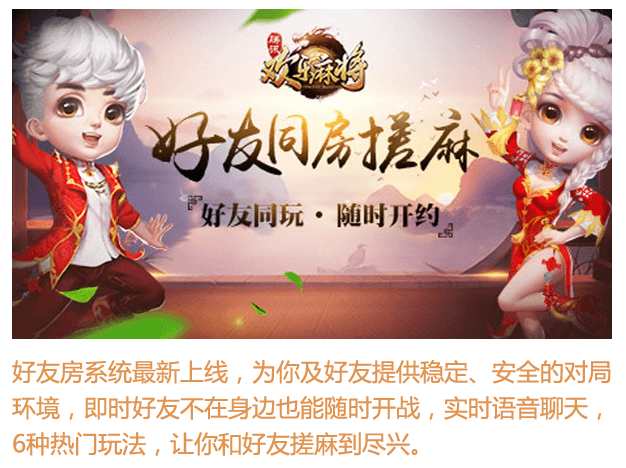 腾讯
欢乐麻将
好友同房搓麻
好友同玩·随时开约
好友房系统最新上线，为你及好友提供稳定、安全的对局
环境，即时好友不在身边也能随时开战，实时语音聊天，
6种热门玩法，让你和好友搓麻到尽兴。